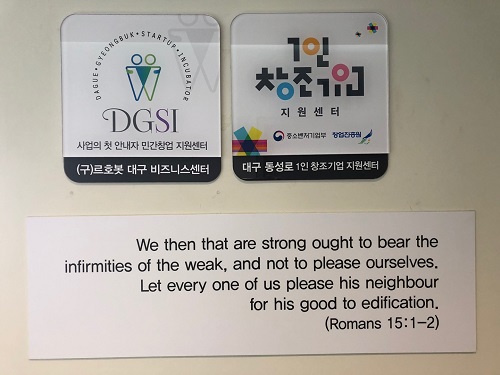 DAGUE·GYEONGBUK·STARTUP·INCUBATOR
DGSI
사업의 첫 안내자 민간창업 지원센터
(구)르호봇 대구 비즈니스센터
1인
창조기업
지원센터
중소벤처기업부 창업진흥원
대구 동성로 1인 창조기업 지원센터
We then that are strong ought to bear the
infirmities of the weak, and not to please ourselves.
Let every one of us please his neighbour
for his good to edification.
(Romans 15:1-2)